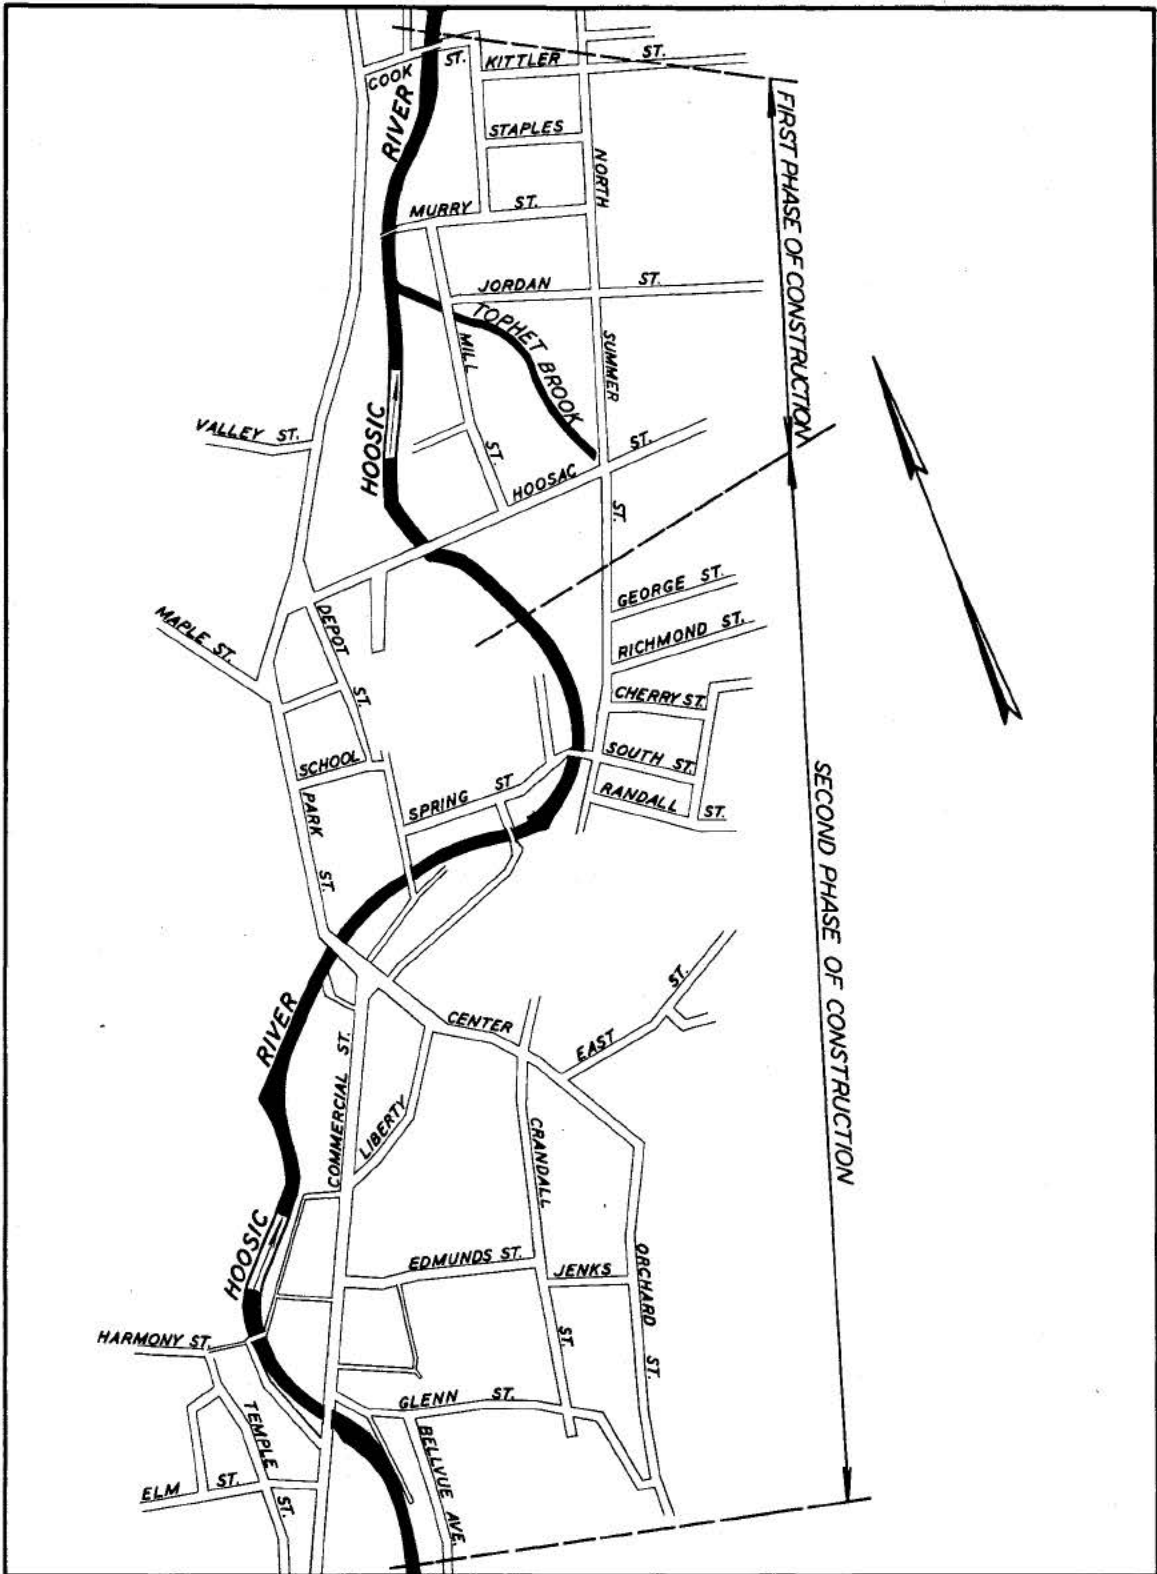 COOK ST.
KITTLER ST.
RIVER
STAPLES
NORTH
MURRY ST.
FIRST PHASE OF CONSTRUCTION
JORDAN ST.
TOPHET BROOK
MILL ST.
SUMMER ST.
HOOSIC
VALLEY ST.
HOOSAC ST.
GEORGE ST.
MAPLE ST.
DEPOT ST.
RICHMOND ST.
CHERRY ST.
SCHOOL
SOUTH ST.
PARK ST.
SPRING ST
RANDALL ST.
SECOND PHASE OF CONSTRUCTION
RIVER
CENTER
EAST ST.
COMMERCIAL ST.
LIBERTY
CRANDALL ST.
HOOSIC
EDMUNDS ST.
JENKS
ORCHARD ST.
HARMONY ST.
GLENN ST.
TEMPLE ST.
BELLVUE AVE.
ELM ST.